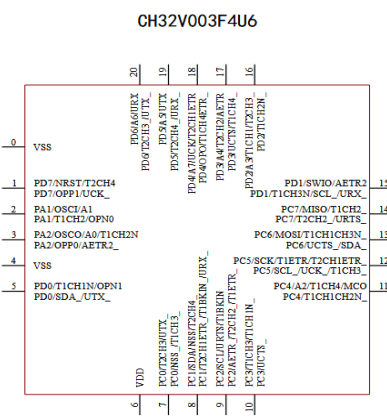 CH32V003F4U6
20
19
18
17
16
PD6/A6/URX
PD6/T2CH3_/UTX_
PD5/A5/UTX
PD5/T2CH4_/URX_
PD4/A7/UCK/T2CH1ETR
PD4/OPO/T1CH4ETR_
PD3/A4/T2CH2/AETR
PD3/UCTS/T1CH4_
PD2/A3/T1CH1/T2CH3_
PD2/T1CH2N_
0
VSS
1
PD7/NRST/T2CH4
PD7/OPP1/UCK_
PD1/SWIO/AETR2
PD1/T1CH3N/SCL_/URX_
15
2
PA1/OSCI/A1
PA1/T1CH2/OPN0
PC7/MISO/T1CH2_
PC7/T2CH2_/URTS_
14
3
PA2/OSCO/A0/T1CH2N
PA2/OPP0/AETR2_
PC6/MOSI/T1CH1CH3N_
PC6/UCTS_/SDA_
13
4
VSS
PC5/SCK/T1ETR/T2CH1ETR_
PC5/SCL_/UCK_/T1CH3_
12
5
PD0/T1CH1N/OPN1
PD0/SDA_/UTX_
PC4/A2/T1CH4/MCO
PC4/T1CH1CH2N_
11
VDD
PC0/T2CH3/UTX_
PC0/NSS_/T1CH3_
PC1/SDA/NSS/T2CH4_
PC1/T2CH1ETR_/T1BKIN_/URX_
PC2/SCL/URTS/T1BKIN
PC2/AETR_/T2CH2_/T1ETR_
PC3/T1CH3/T1CH1N_
PC3/UCTS_
6
7
8
9
10